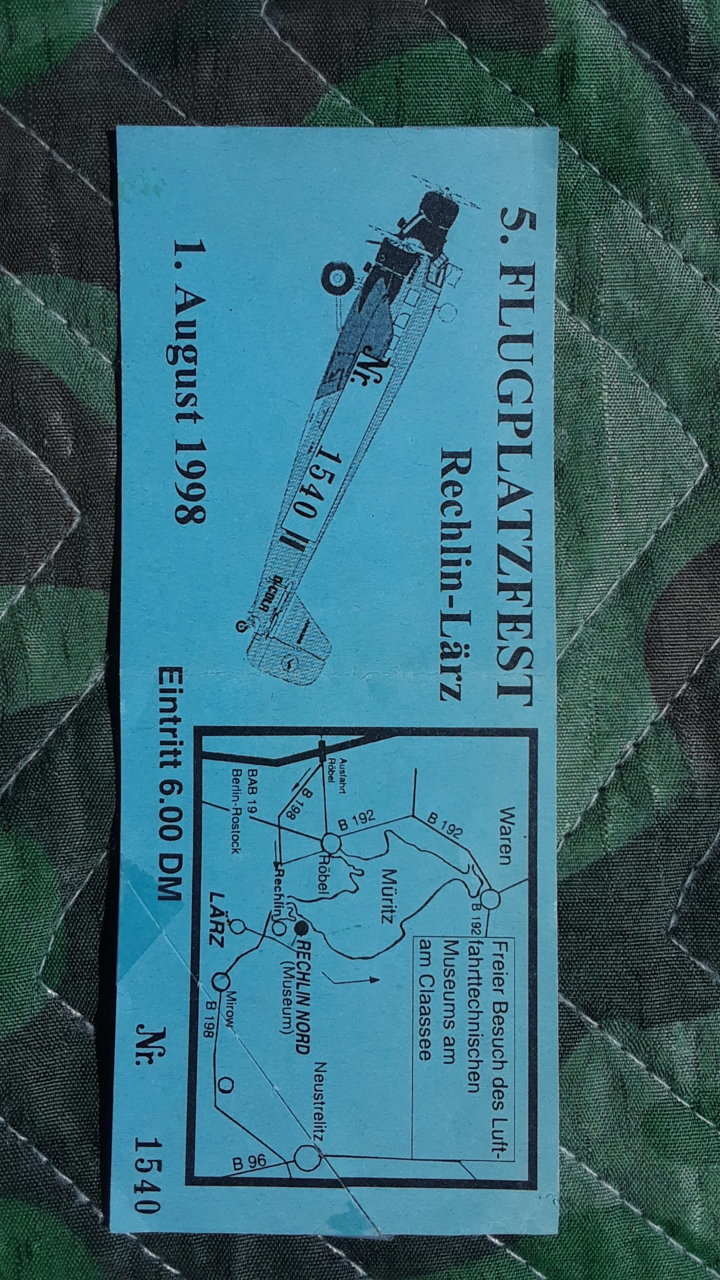 5. FLUGPLATZFEST
Rechlin-Lärz
Nr. 1540
1. August 1998
Eintritt 6.00 DM
Nr. 1540
Waren
B 192
B 192
B 192
Freier Besuch des Luft-
fahrttechnischen
Museums am
am Claassee
Müritz
Ausfahrt
Röbel
B 198
Röbel
BAB 19
Berlin-Rostock
Rechlin
RECHLIN NORD
(Museum)
LÄRZ
Mirow
B 198
Neustrelitz
B 96